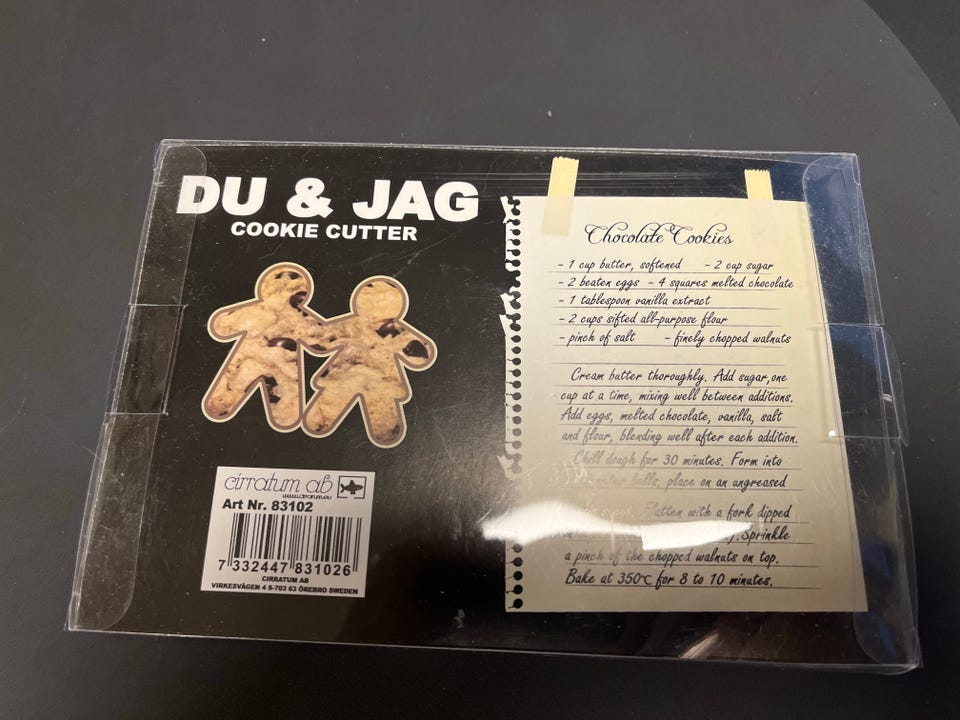 DU & JAG
COOKIE CUTTER
cirratum ab
www.cirratum.eu
Art Nr. 83102
7 332447 831026
CIRRATUM AB
VIRKESVÄGEN 4 S-703 63 ÖREBRO SWEDEN
Chocolate Cookies
- 1 cup butter, softened - 2 cup sugar
- 2 beaten eggs - 4 squares melted chocolate
- 1 tablespoon vanilla extract
- 2 cups sifted all-purpose flour
- pinch of salt - finely chopped walnuts
Cream butter thoroughly. Add sugar, one
cup at a time, mixing well between additions.
Add eggs, melted chocolate, vanilla, salt
and flour, blending well after each addition.
Chill dough for 30 minutes. Form into
balls, place on an ungreased
Flatten with a fork dipped
in Sprinkle
a pinch of the chopped walnuts on top.
Bake at 350℃ for 8 to 10 minutes.